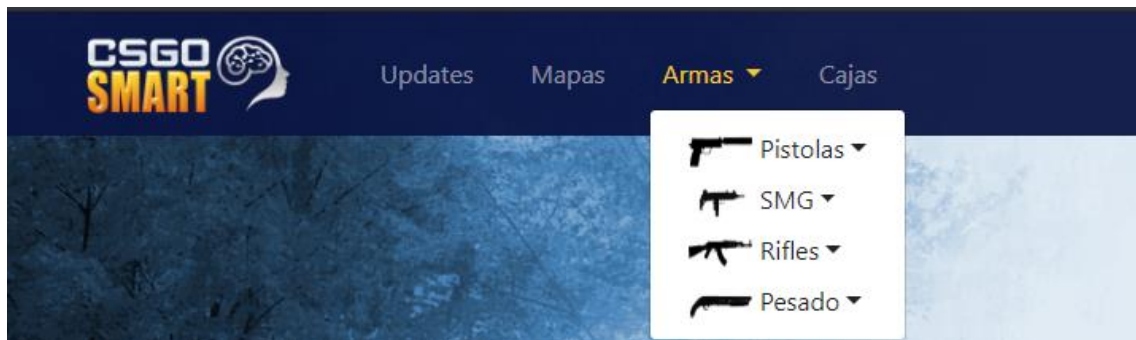 CSGO
SMART
Updates Mapas Armas Cajas
Pistolas
SMG
Rifles
Pesado